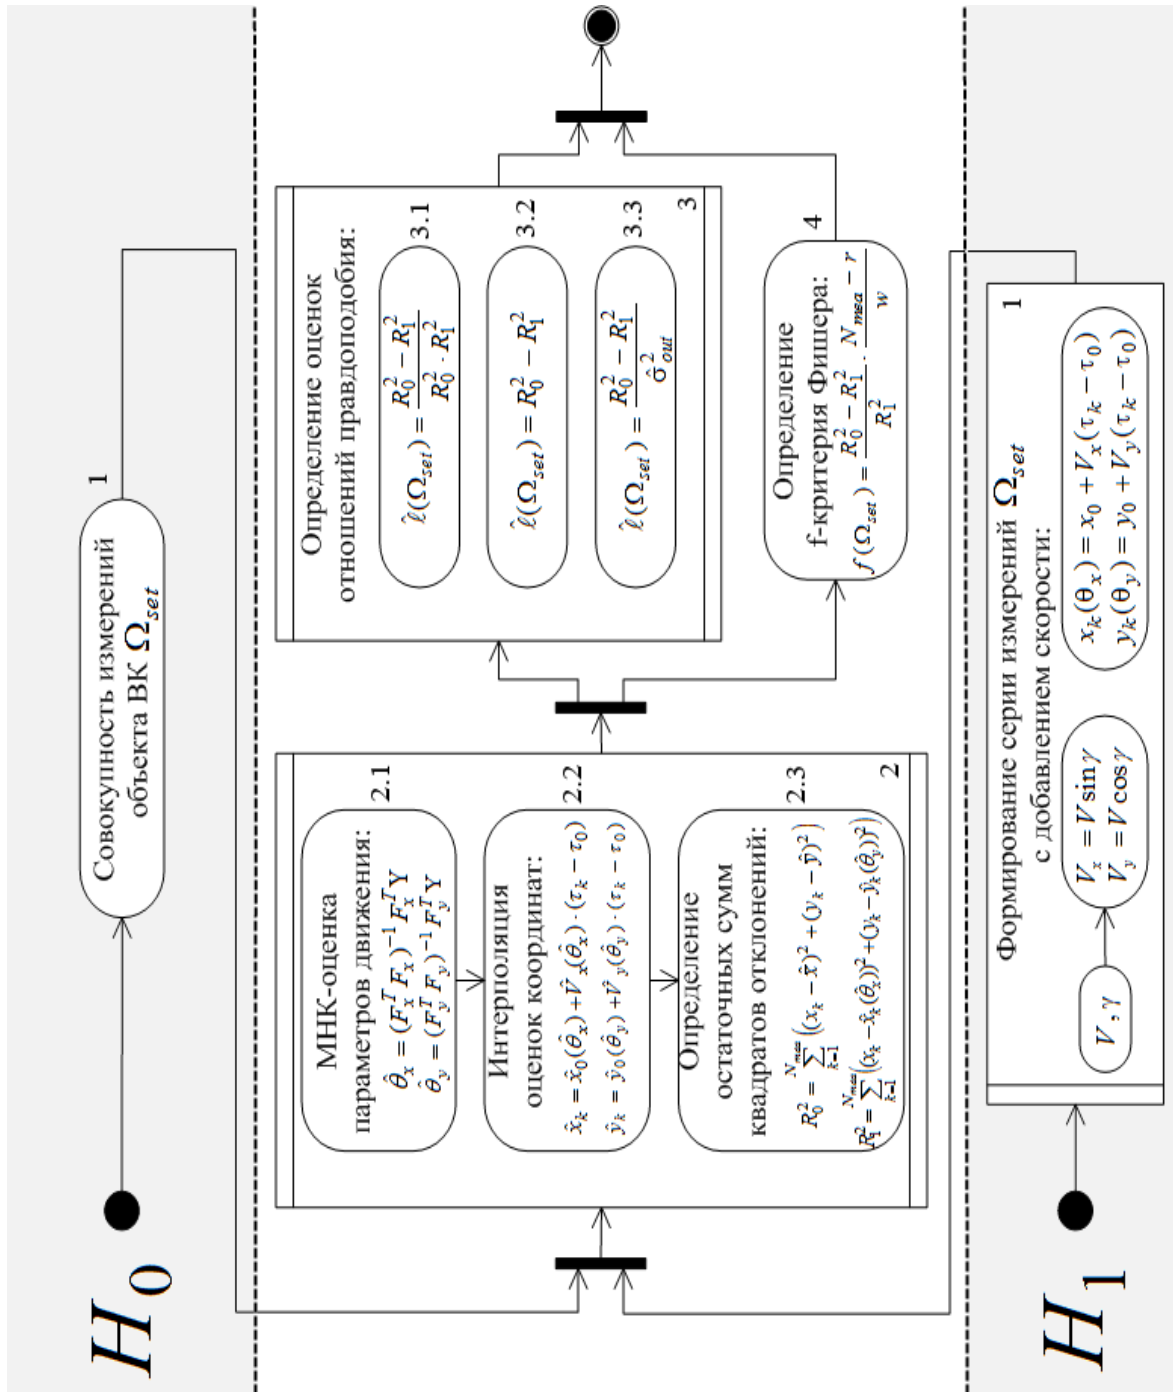 H₀
1
Совокупность измерений
объекта ВК Ω_set
2.1
МНК-оценка
параметров движения:
θ̂_x = (F_x^T F_x)^{-1} F_x^T Y
θ̂_y = (F_y^T F_y)^{-1} F_y^T Y
2.2
Интерполяция
оценок координат:
x̂_k = x̂_0(θ̂_x) + V̂_x(θ̂_x)·(τ_k − τ_0)
ŷ_k = ŷ_0(θ̂_y) + V̂_y(θ̂_y)·(τ_k − τ_0)
2.3
Определение
остаточных сумм
квадратов отклонений:
R_0^2 = ∑_{k=1}^{N_mea} ((x_k − x̂)^2 + (y_k − ŷ)^2)
R_1^2 = ∑_{k=1}^{N_mea} ((x_k − x̂_k(θ̂_x))^2 + (y_k − ŷ_k(θ̂_y))^2)
2
Определение оценок
отношений правдоподобия:
3.1
ℓ̂(Ω_set) = (R_0^2 − R_1^2) / (R_0^2 · R_1^2)
3.2
ℓ̂(Ω_set) = R_0^2 − R_1^2
3.3
ℓ̂(Ω_set) = (R_0^2 − R_1^2) / σ̂_out^2
3
4
Определение
f-критерия Фишера:
f(Ω_set) = (R_0^2 − R_1^2) / R_1^2 · (N_mea − r) / w
H₁
Формирование серии измерений Ω_set
с добавлением скорости:
1
V, γ
V_x = V sin γ
V_y = V cos γ
x_k(θ_x) = x_0 + V_x(τ_k − τ_0)
y_k(θ_y) = y_0 + V_y(τ_k − τ_0)